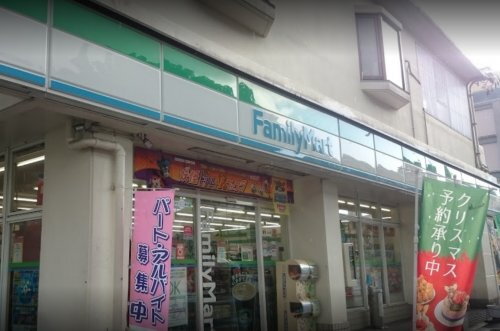 FamilyMart
パート・アルバイト
募集中
クリスマス
予約承り中
FamilyMa